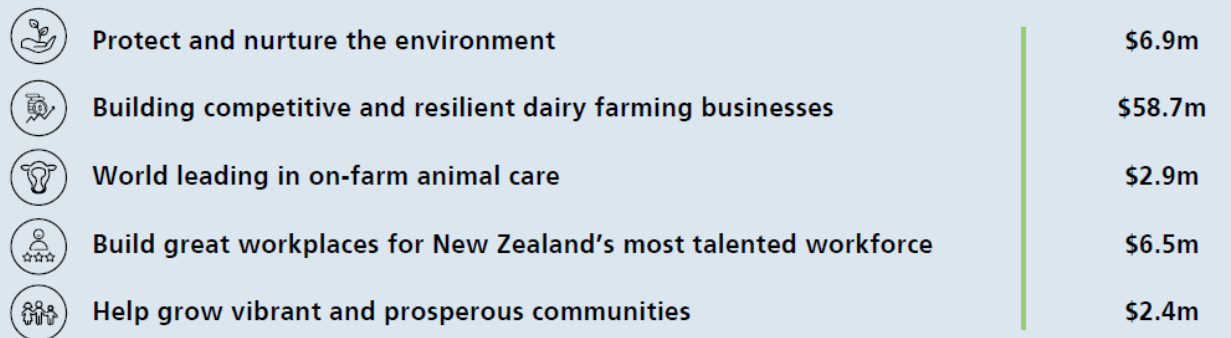 Protect and nurture the environment $6.9m
Building competitive and resilient dairy farming businesses $58.7m
World leading in on-farm animal care $2.9m
Build great workplaces for New Zealand’s most talented workforce $6.5m
Help grow vibrant and prosperous communities $2.4m